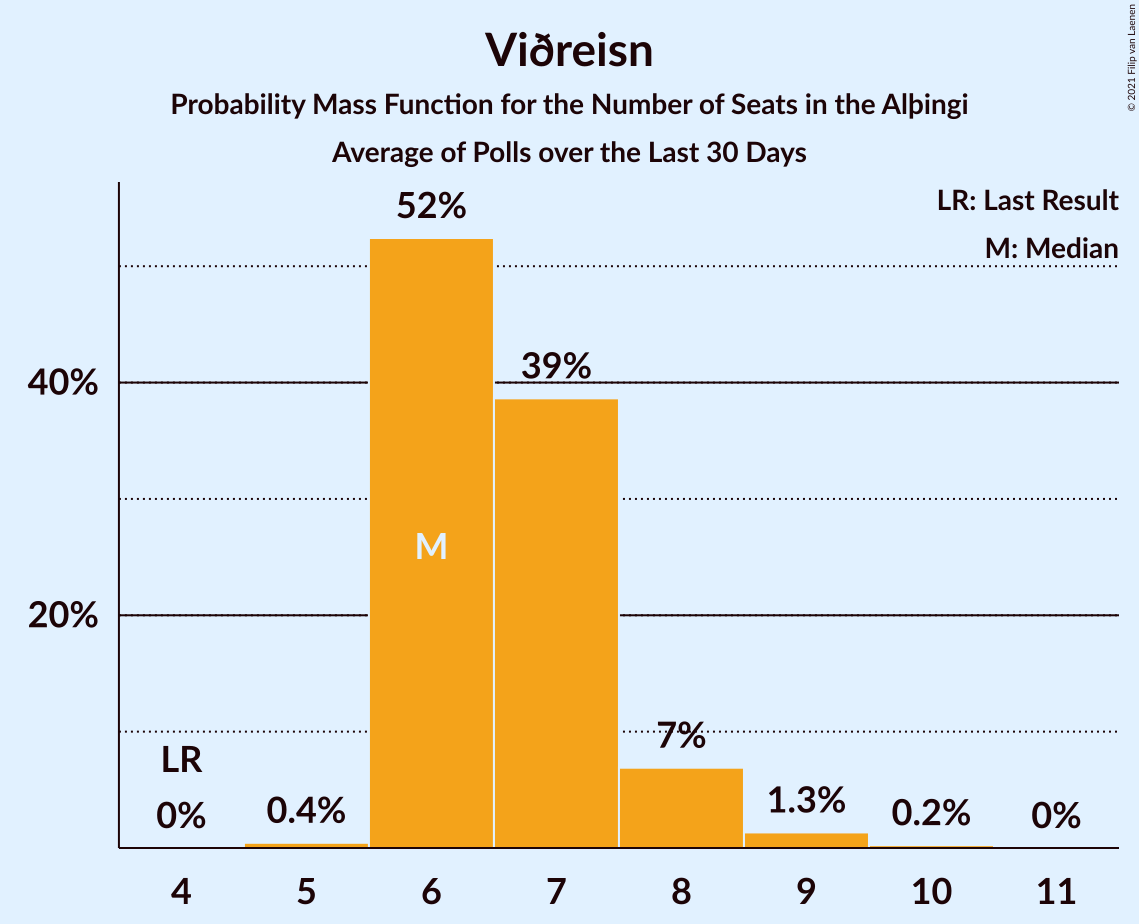 Viðreisn
Probability Mass Function for the Number of Seats in the Alþingi
Average of Polls over the Last 30 Days
© 2021 Filip van Laenen
LR: Last Result
M: Median
52%
39%
40%
M
20%
7%
LR
0%
0.4%
1.3%
0.2%
0%
4 5 6 7 8 9 10 11